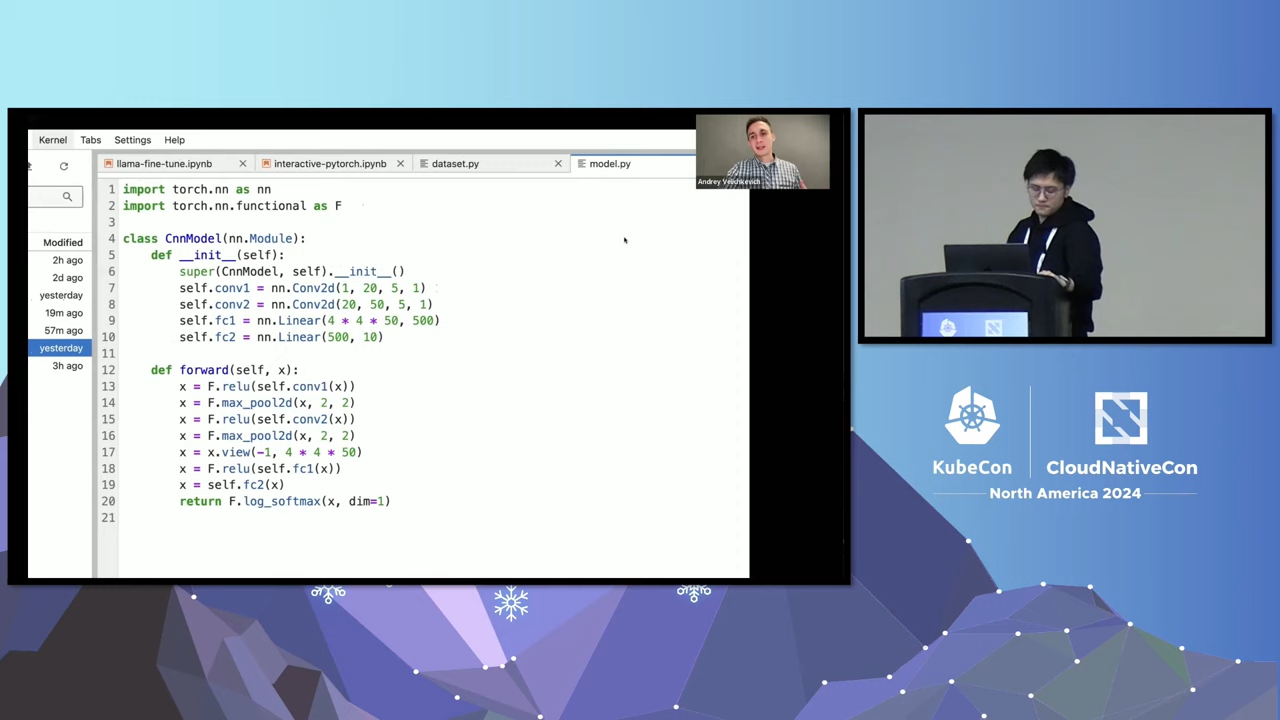 Kernel Tabs Settings Help
llama-fine-tune.ipynb interactive-pytorch.ipynb dataset.py model.py
Modified
2h ago
2d ago
yesterday
19m ago
57m ago
yesterday
3h ago
1 import torch.nn as nn
2 import torch.nn.functional as F
3
4 class CnnModel(nn.Module):
5     def __init__(self):
6         super(CnnModel, self).__init__()
7         self.conv1 = nn.Conv2d(1, 20, 5, 1)
8         self.conv2 = nn.Conv2d(20, 50, 5, 1)
9         self.fc1 = nn.Linear(4 * 4 * 50, 500)
10         self.fc2 = nn.Linear(500, 10)
11
12     def forward(self, x):
13         x = F.relu(self.conv1(x))
14         x = F.max_pool2d(x, 2, 2)
15         x = F.relu(self.conv2(x))
16         x = F.max_pool2d(x, 2, 2)
17         x = x.view(-1, 4 * 4 * 50)
18         x = F.relu(self.fc1(x))
19         x = self.fc2(x)
20         return F.log_softmax(x, dim=1)
21
Andrey Velichkevich
KubeCon
CloudNativeCon
North America 2024